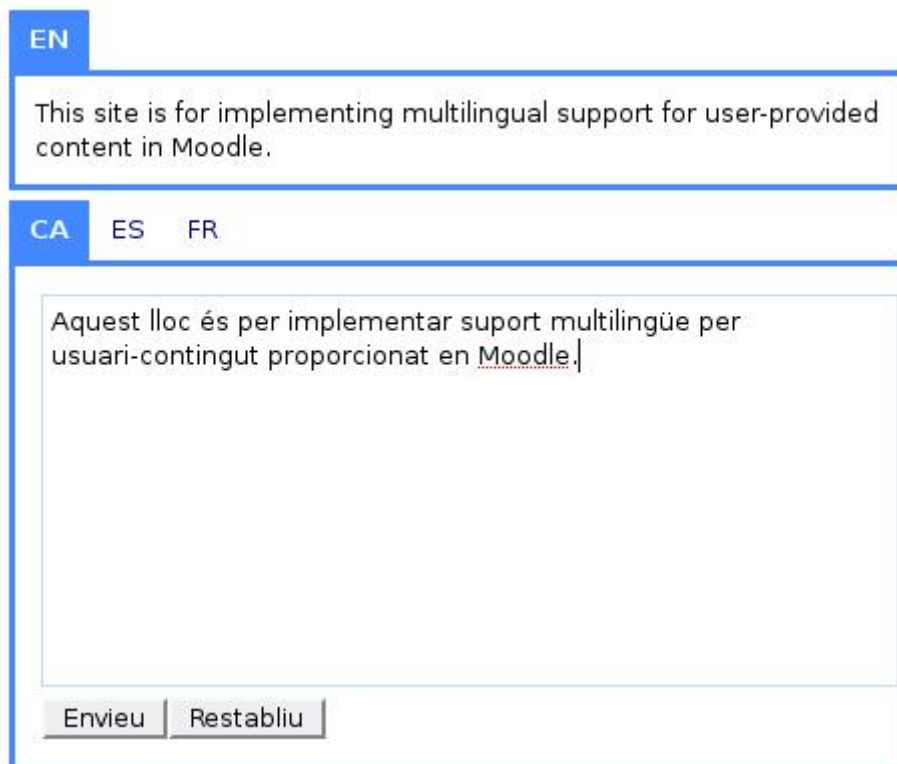 EN
This site is for implementing multilingual support for user-provided
content in Moodle.
CA ES FR
Aquest lloc és per implementar suport multilingüe per
usuari-contingut proporcionat en Moodle.
Envieu Restabliu